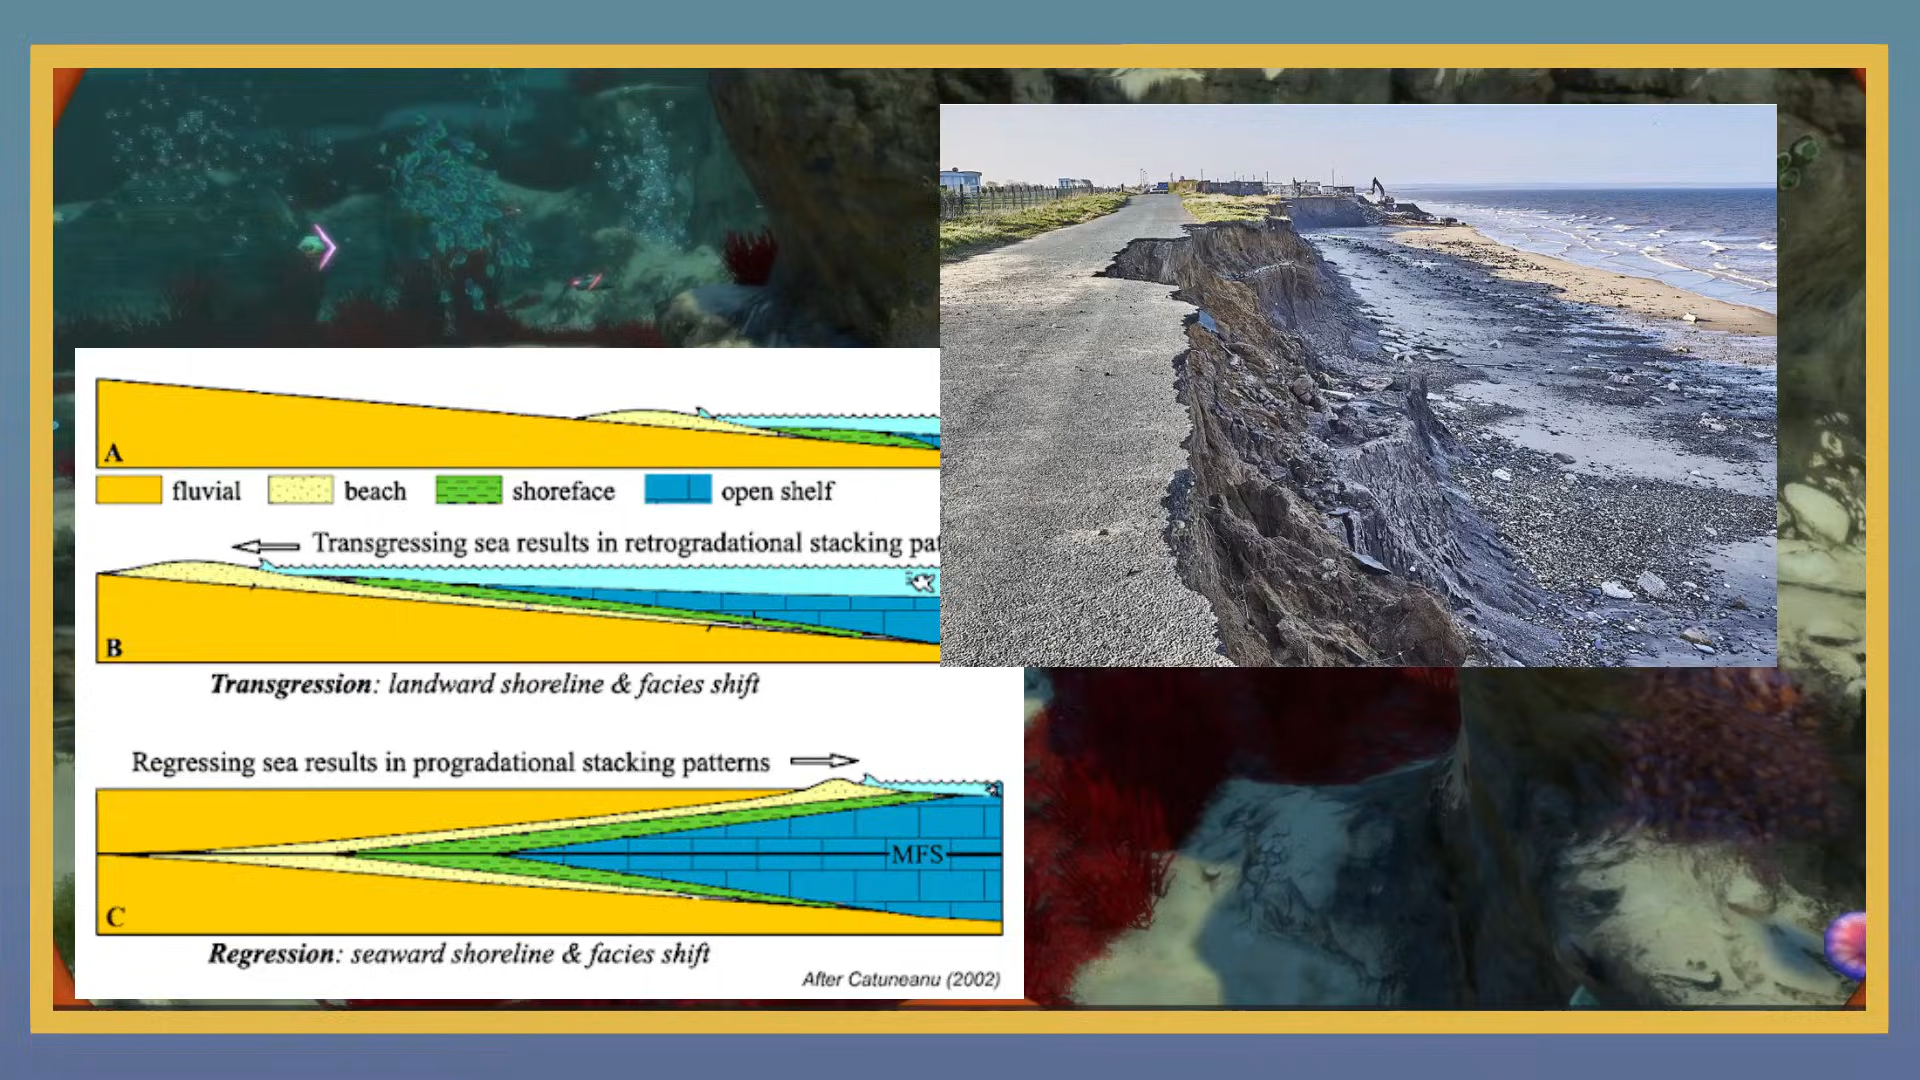 A
fluvial beach shoreface open shelf
Transgressing sea results in retrogradational stacking pat
B
Transgression: landward shoreline & facies shift
Regressing sea results in progradational stacking patterns
MFS
C
Regression: seaward shoreline & facies shift
After Catuneanu (2002)